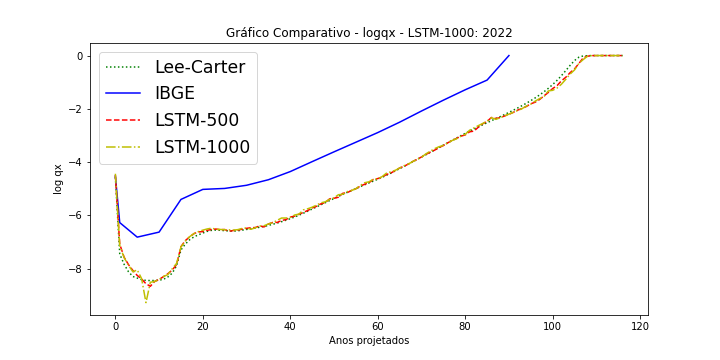 Gráfico Comparativo - logqx - LSTM-1000: 2022
Lee-Carter
IBGE
LSTM-500
LSTM-1000
log qx
0
−2
−4
−6
−8
0 20 40 60 80 100 120
Anos projetados